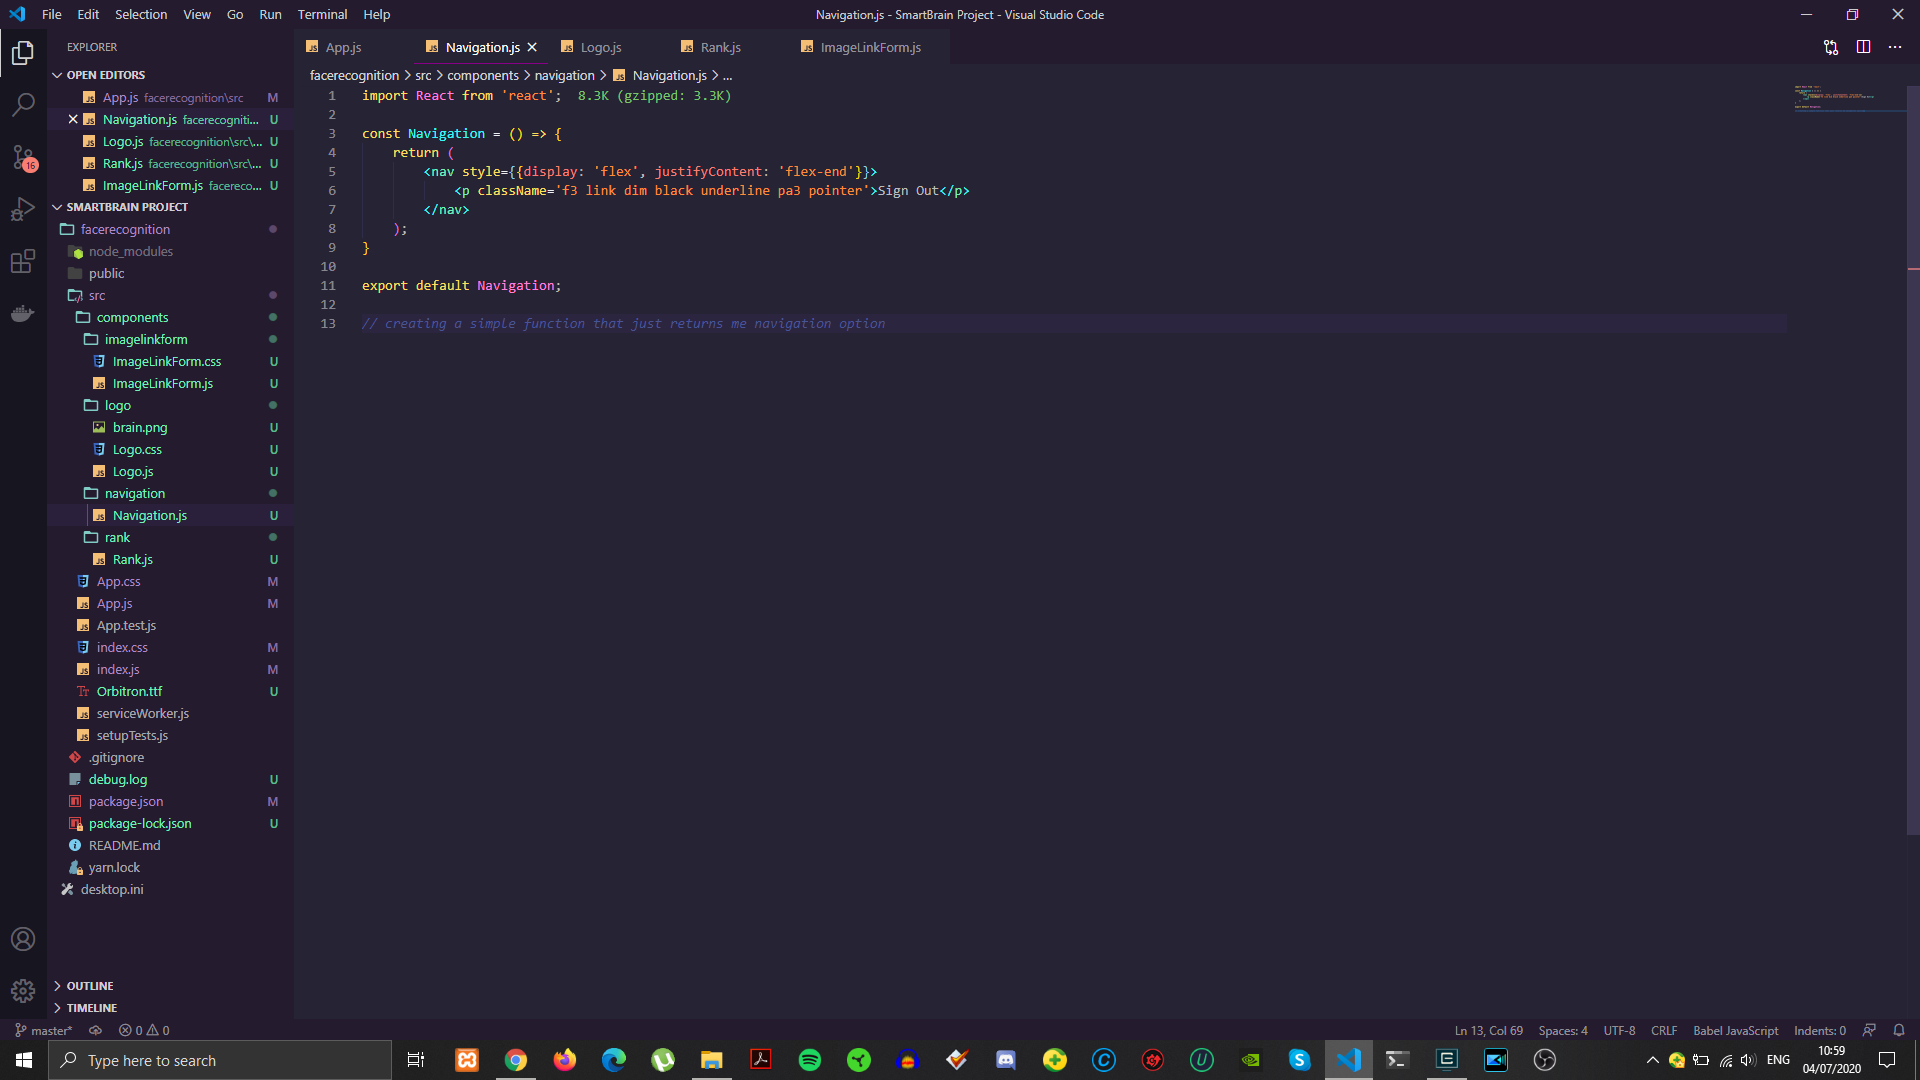 File Edit Selection View Go Run Terminal Help
Navigation.js - SmartBrain Project - Visual Studio Code
EXPLORER
OPEN EDITORS
App.js facerecognition\src M
Navigation.js facerecogniti... U
Logo.js facerecognition\src\... U
Rank.js facerecognition\src\... U
ImageLinkForm.js facereco... U
SMARTBRAIN PROJECT
facerecognition
node_modules
public
src
components
imagelinkform
ImageLinkForm.css U
ImageLinkForm.js U
logo
brain.png U
Logo.css U
Logo.js U
navigation
Navigation.js U
rank
Rank.js U
App.css M
App.js M
App.test.js
index.css M
index.js M
Orbitron.ttf U
serviceWorker.js
setupTests.js
.gitignore
debug.log U
package.json M
package-lock.json U
README.md
yarn.lock
desktop.ini
OUTLINE
TIMELINE
16
App.js Navigation.js Logo.js Rank.js ImageLinkForm.js
facerecognition > src > components > navigation > Navigation.js > ...
1 import React from 'react'; 8.3K (gzipped: 3.3K)
2
3 const Navigation = () => {
4 return (
5 <nav style={{display: 'flex', justifyContent: 'flex-end'}}>
6 <p className='f3 link dim black underline pa3 pointer'>Sign Out</p>
7 </nav>
8 );
9 }
10
11 export default Navigation;
12
13 // creating a simple function that just returns me navigation option
master* 0 0
Ln 13, Col 69 Spaces: 4 UTF-8 CRLF Babel JavaScript Indents: 0
Type here to search
ENG
10:59
04/07/2020